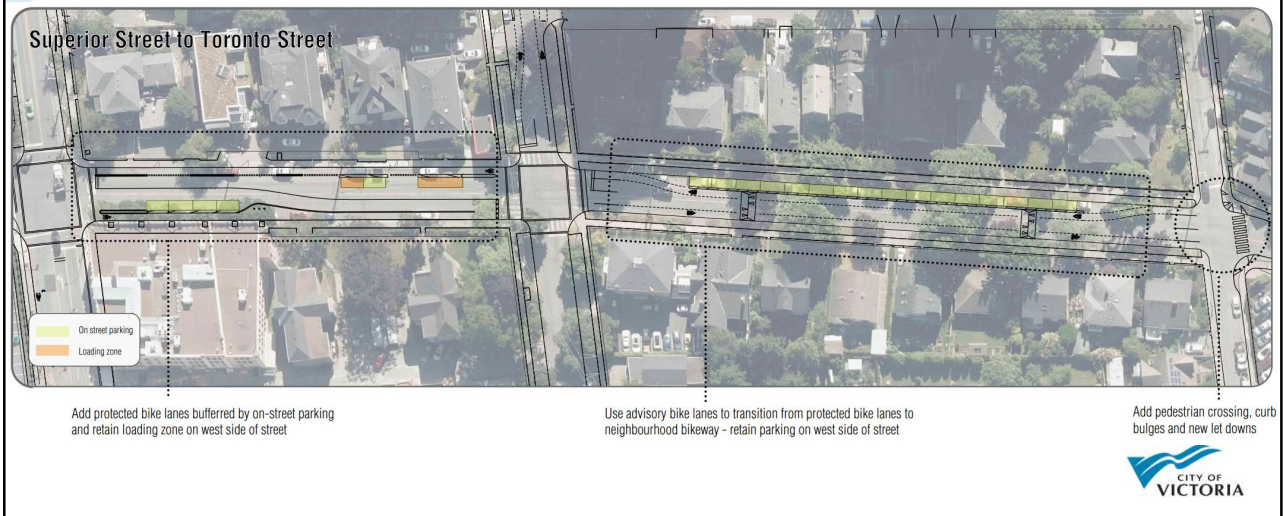 Superior Street to Toronto Street
On street parking
Loading zone
Add protected bike lanes bufferred by on-street parking
and retain loading zone on west side of street
Use advisory bike lanes to transition from protected bike lanes to
neighbourhood bikeway - retain parking on west side of street
Add pedestrian crossing, curb
bulges and new let downs
CITY OF
VICTORIA